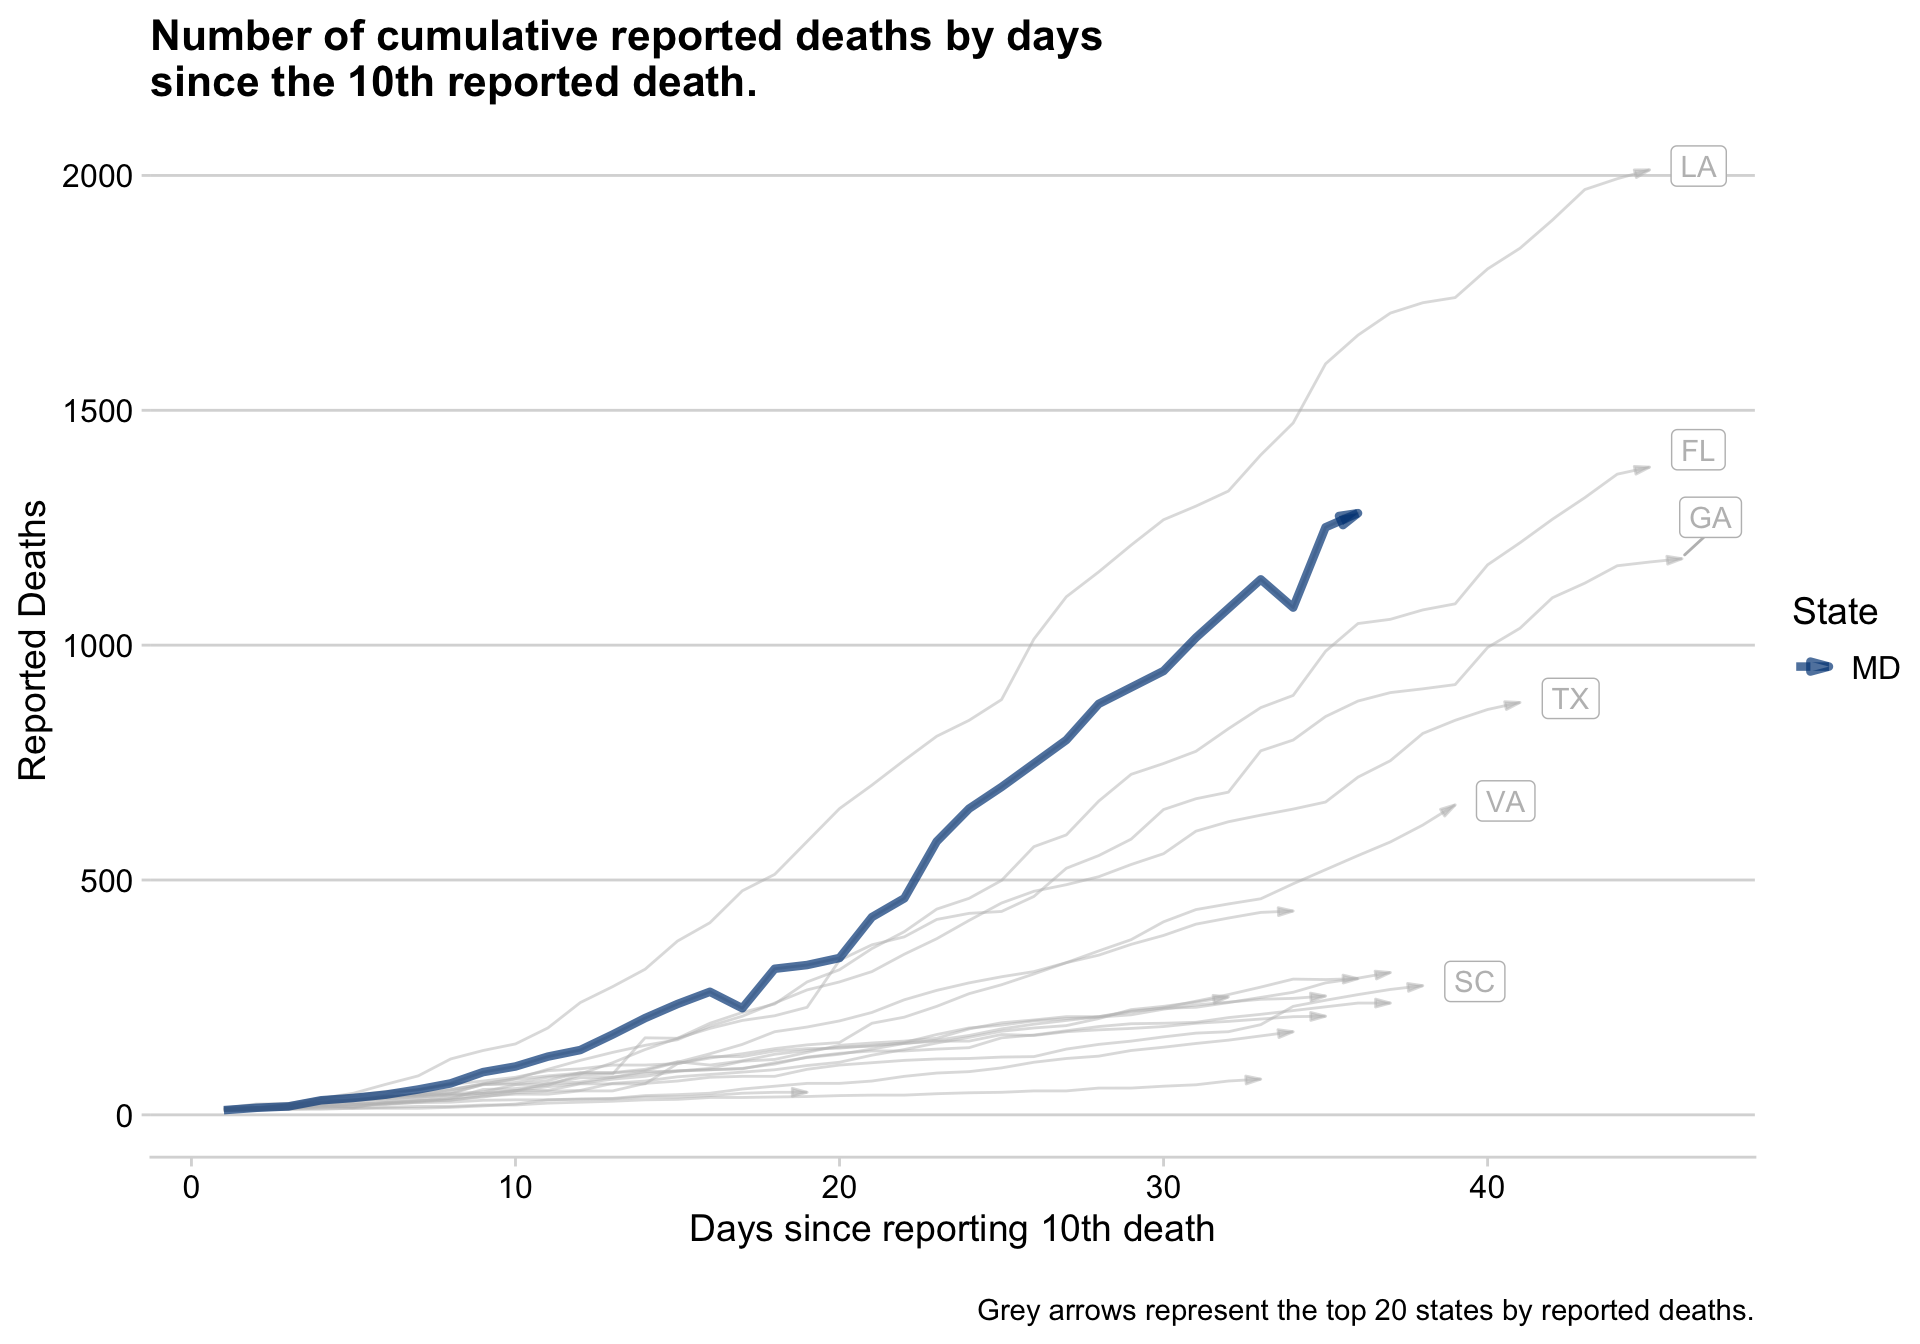 Number of cumulative reported deaths by days
since the 10th reported death.
2000
1500
1000
500
0
Reported Deaths
LA
FL
GA
TX
VA
SC
State
MD
0 10 20 30 40
Days since reporting 10th death
Grey arrows represent the top 20 states by reported deaths.